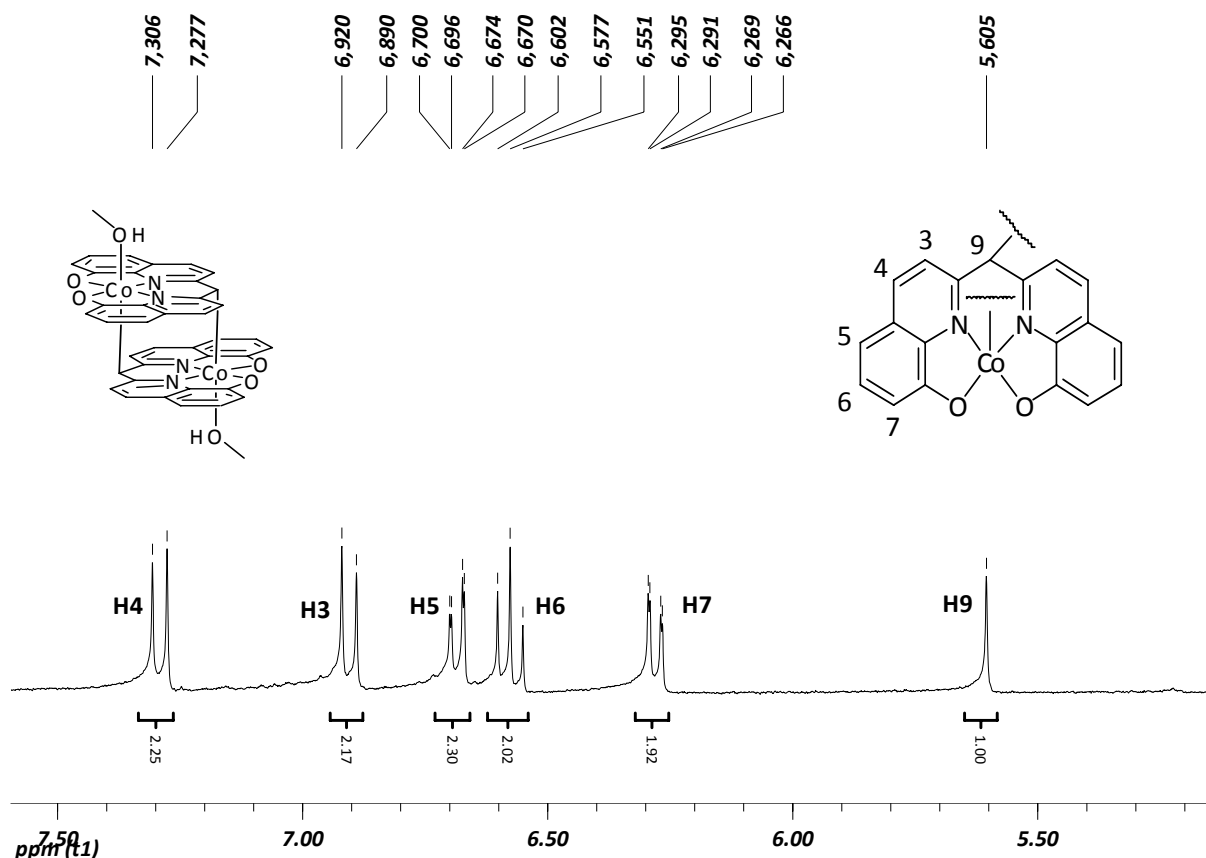 7,306 7,277 6,920 6,890 6,700 6,696 6,674 6,670 6,602 6,577 6,551 6,295 6,291 6,269 6,266 5,605
O H
O N
O Co N
N O
N Co O
H O
3 9
4
5 N N
Co
6 O O
7
H4 H3 H5 H6 H7 H9
2.25 2.17 2.30 2.02 1.92 1.00
7.50 7.00 6.50 6.00 5.50
ppm (t1)